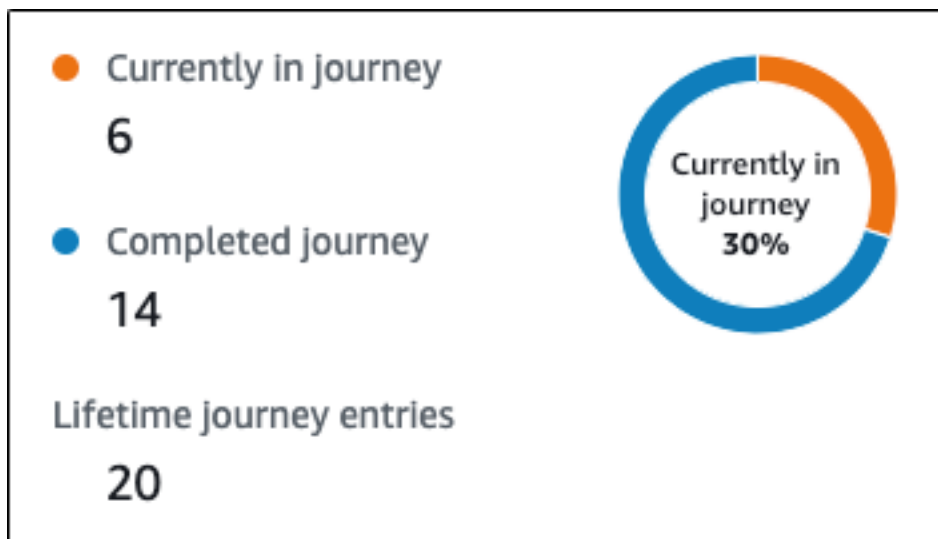 Currently in journey
6
Completed journey
14
Lifetime journey entries
20
Currently in
journey
30%